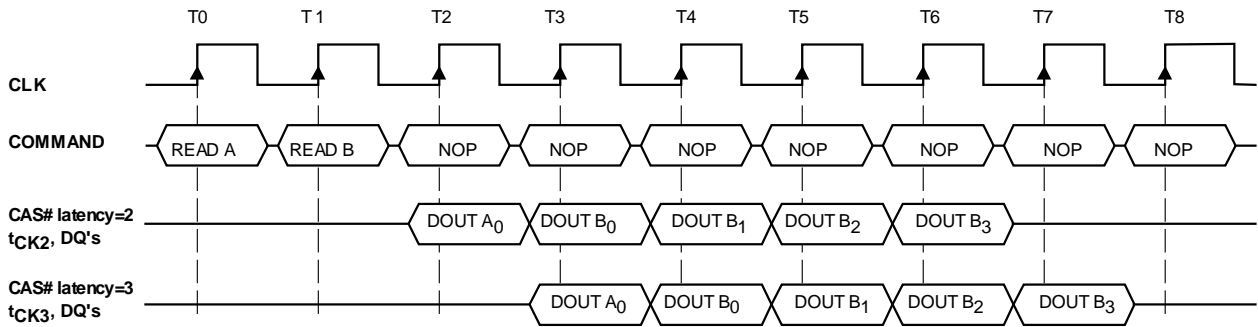 T0 T1 T2 T3 T4 T5 T6 T7 T8
CLK
COMMAND READ A READ B NOP NOP NOP NOP NOP NOP NOP
CAS# latency=2
tCK2, DQ's DOUT A0 DOUT B0 DOUT B1 DOUT B2 DOUT B3
CAS# latency=3
tCK3, DQ's DOUT A0 DOUT B0 DOUT B1 DOUT B2 DOUT B3